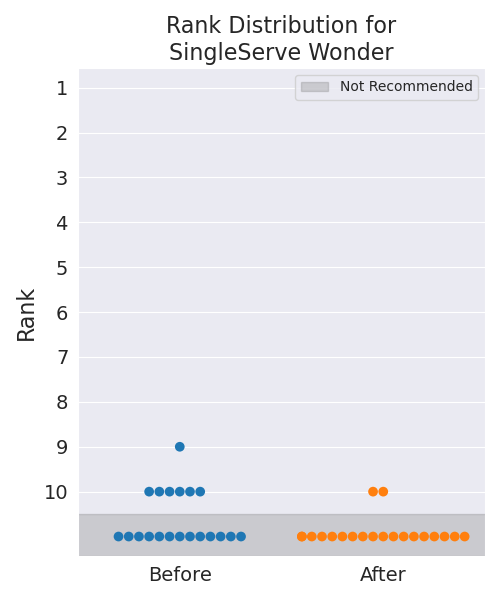 Rank Distribution for
SingleServe Wonder
Not Recommended
1
2
3
4
5
6
7
8
9
10
Rank
Before
After